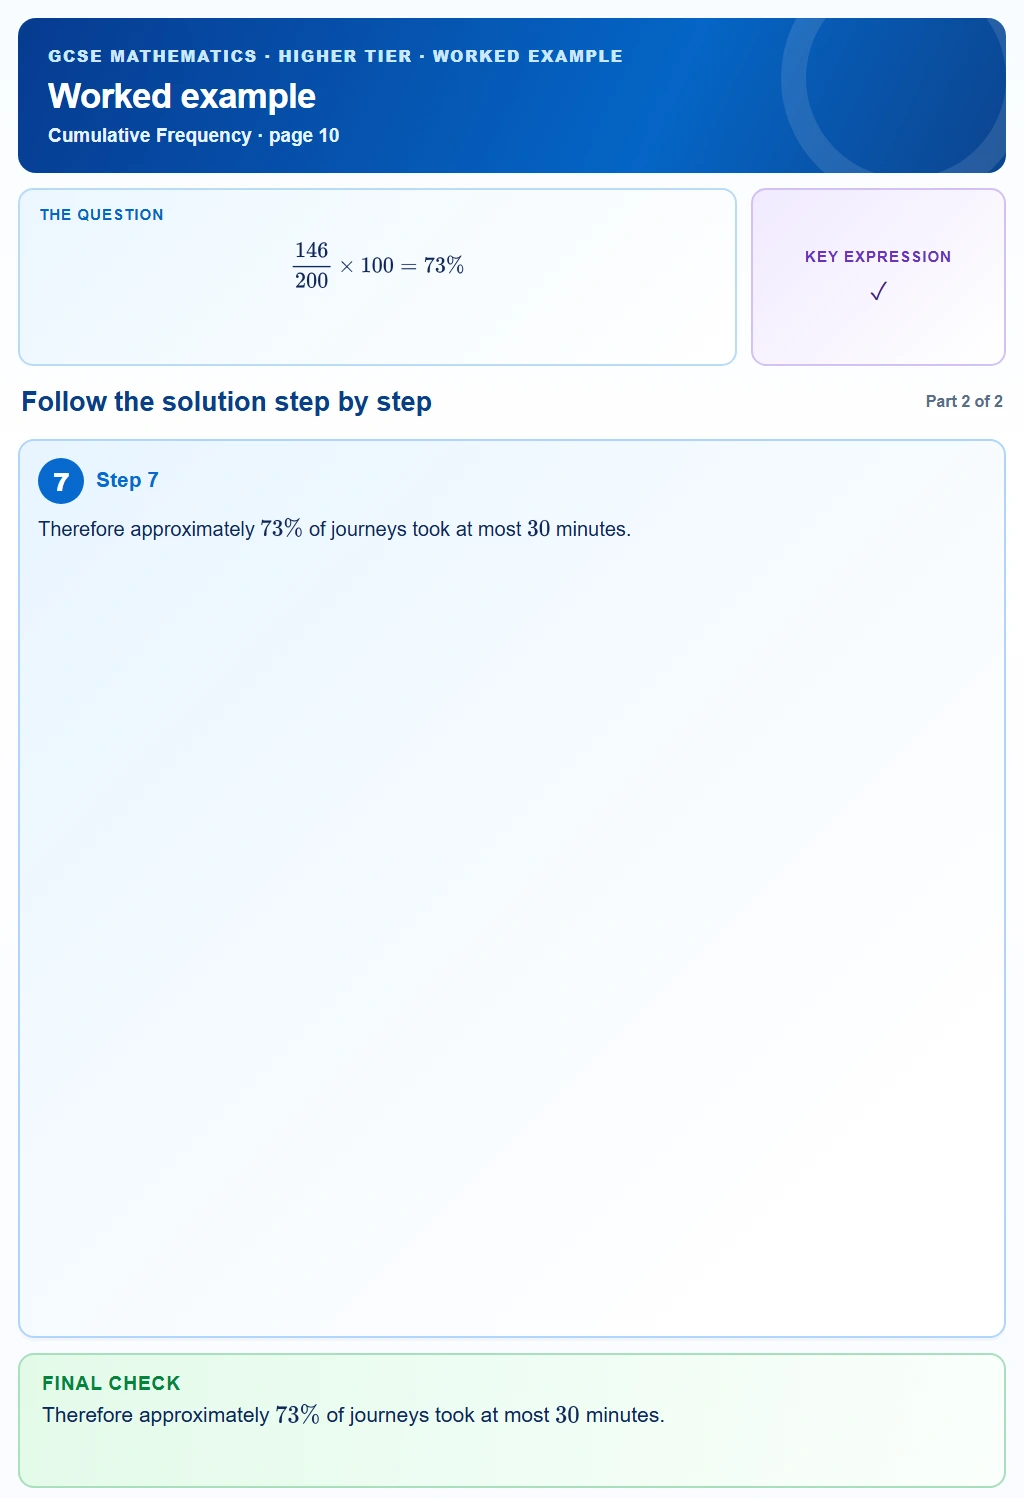 GCSE MATHEMATICS · HIGHER TIER · WORKED EXAMPLE
Worked example
Cumulative Frequency · page 10
THE QUESTION
146/200 × 100 = 73%
KEY EXPRESSION
✓
Follow the solution step by step
Part 2 of 2
7 Step 7
Therefore approximately 73% of journeys took at most 30 minutes.
FINAL CHECK
Therefore approximately 73% of journeys took at most 30 minutes.